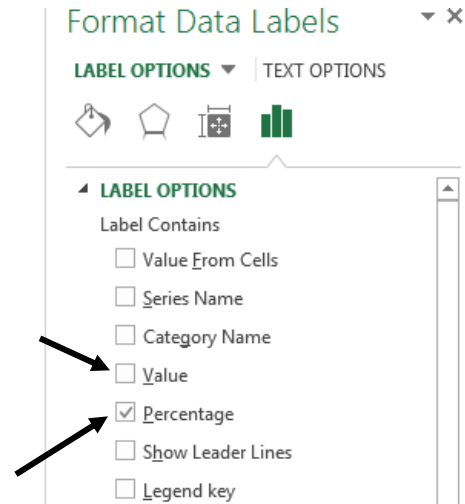 Format Data Labels
LABEL OPTIONS TEXT OPTIONS
LABEL OPTIONS
Label Contains
Value From Cells
Series Name
Category Name
Value
Percentage
Show Leader Lines
Legend key